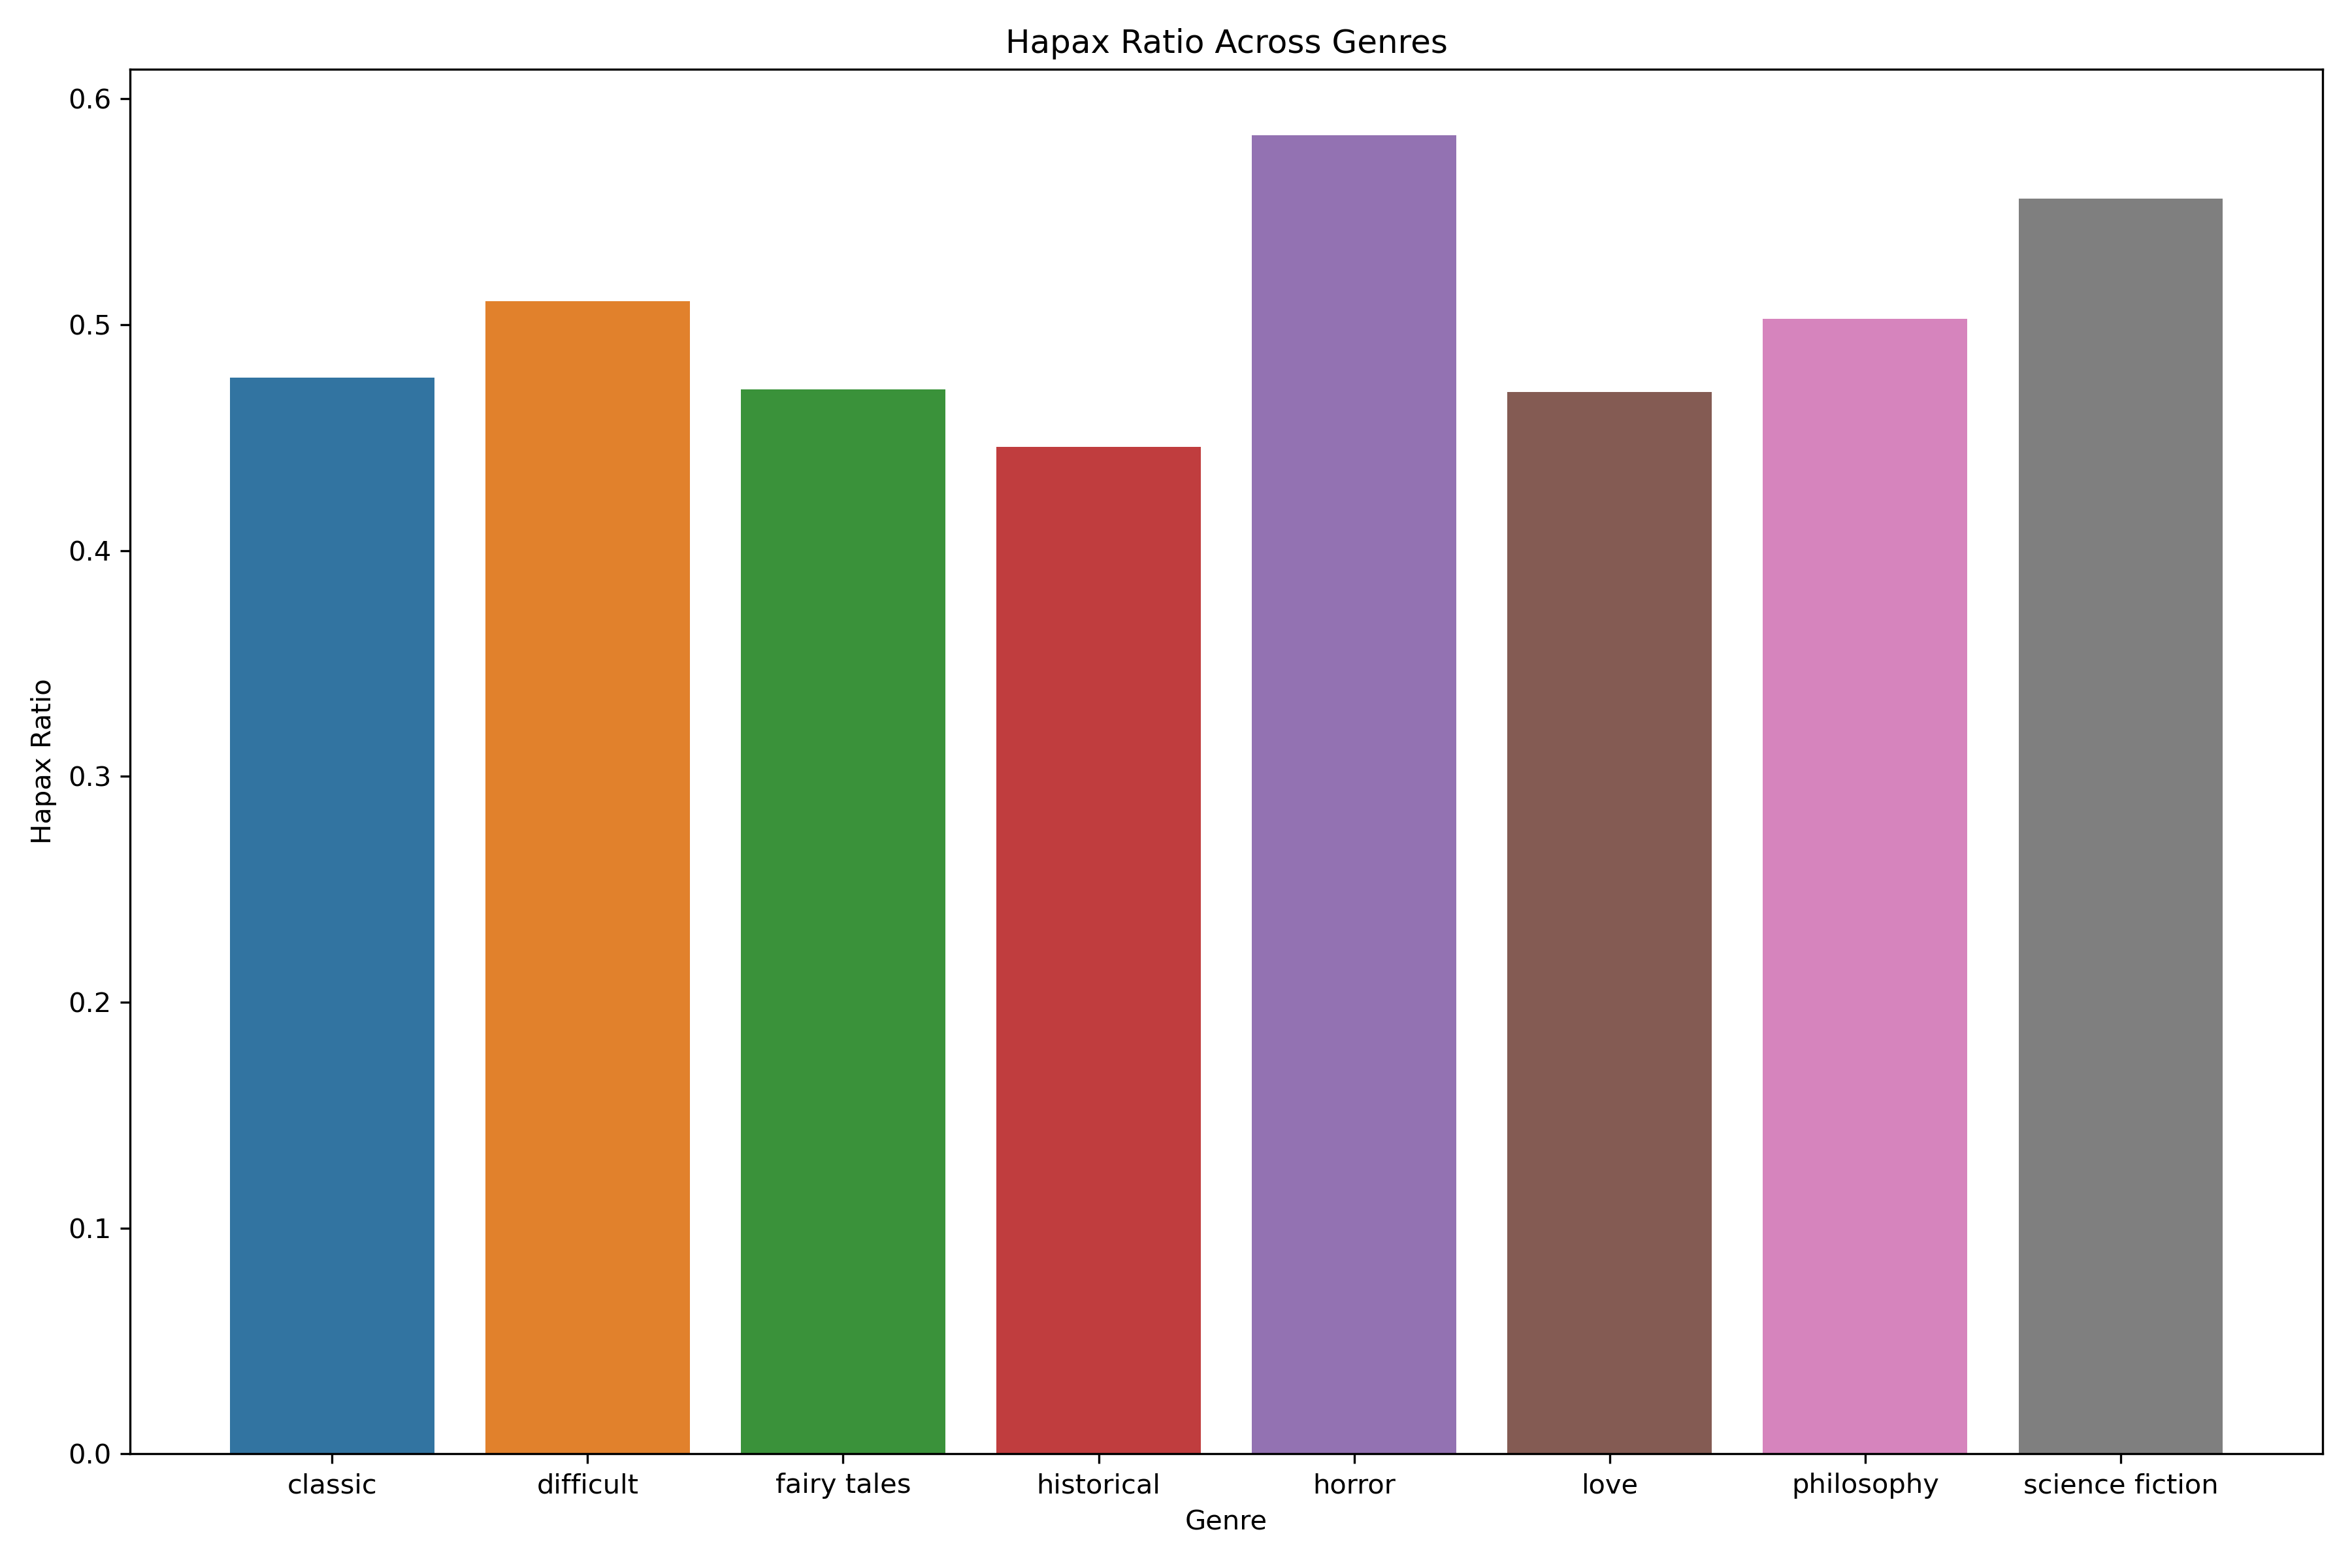 Hapax Ratio Across Genres
0.6
0.5
0.4
0.3
0.2
0.1
0.0
Hapax Ratio
classic difficult fairy tales historical horror love philosophy science fiction
Genre